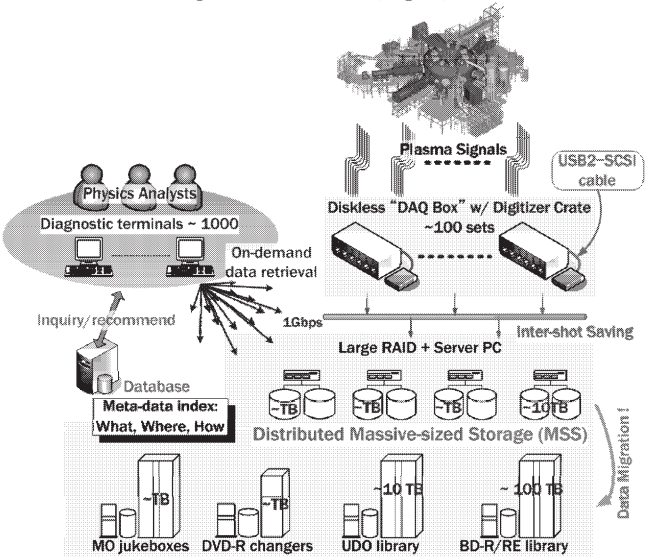 Plasma Signals
USB2-SCSI
cable
Physics Analysts
Diagnostic terminals ~ 1000
Diskless "DAQ Box" w/ Digitizer Crate
~100 sets
On-demand
data retrieval
Inquiry/recommend
1Gbps
Inter-shot Saving
Large RAID + Server PC
Database
Meta-data index:
What, Where, How
~TB
~TB
~TB
~10TB
Distributed Massive-sized Storage (MSS)
Data Migration!
~TB
~TB
~10 TB
~100 TB
MO jukeboxes
DVD-R changers
UDO library
BD-R/RE library